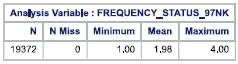 Analysis Variable : FREQUENCY_STATUS_97NK
N N Miss Minimum Mean Maximum
19372 0 1.00 1.98 4.00